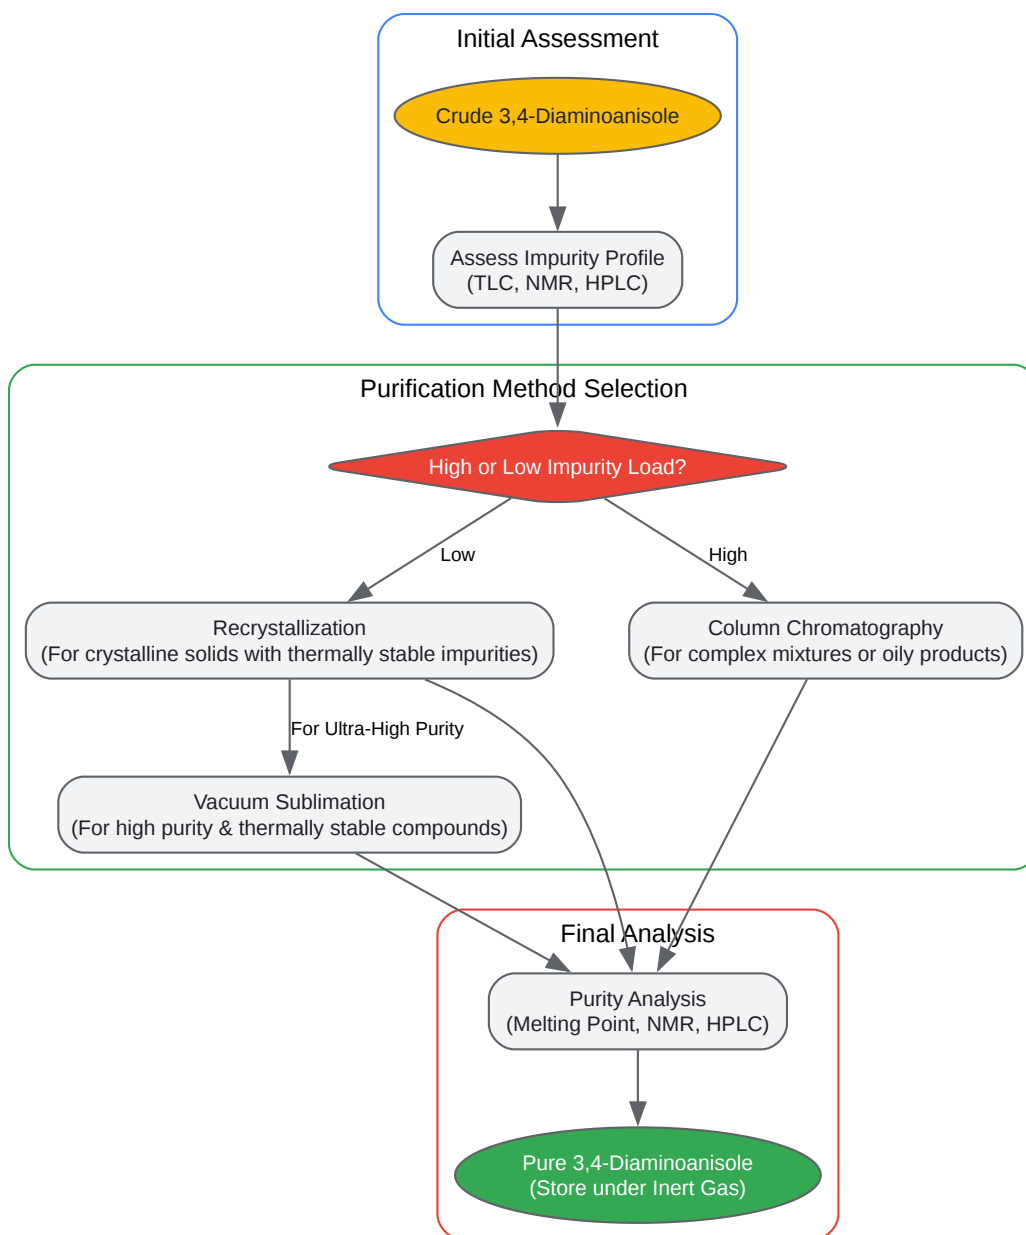 Initial Assessment
Crude 3,4-Diaminoanisole
Assess Impurity Profile
(TLC, NMR, HPLC)
Purification Method Selection
High or Low Impurity Load?
Low
High
Recrystallization
(For crystalline solids with thermally stable impurities)
Column Chromatography
(For complex mixtures or oily products)
For Ultra-High Purity
Vacuum Sublimation
(For high purity & thermally stable compounds)
Final Analysis
Purity Analysis
(Melting Point, NMR, HPLC)
Pure 3,4-Diaminoanisole
(Store under Inert Gas)